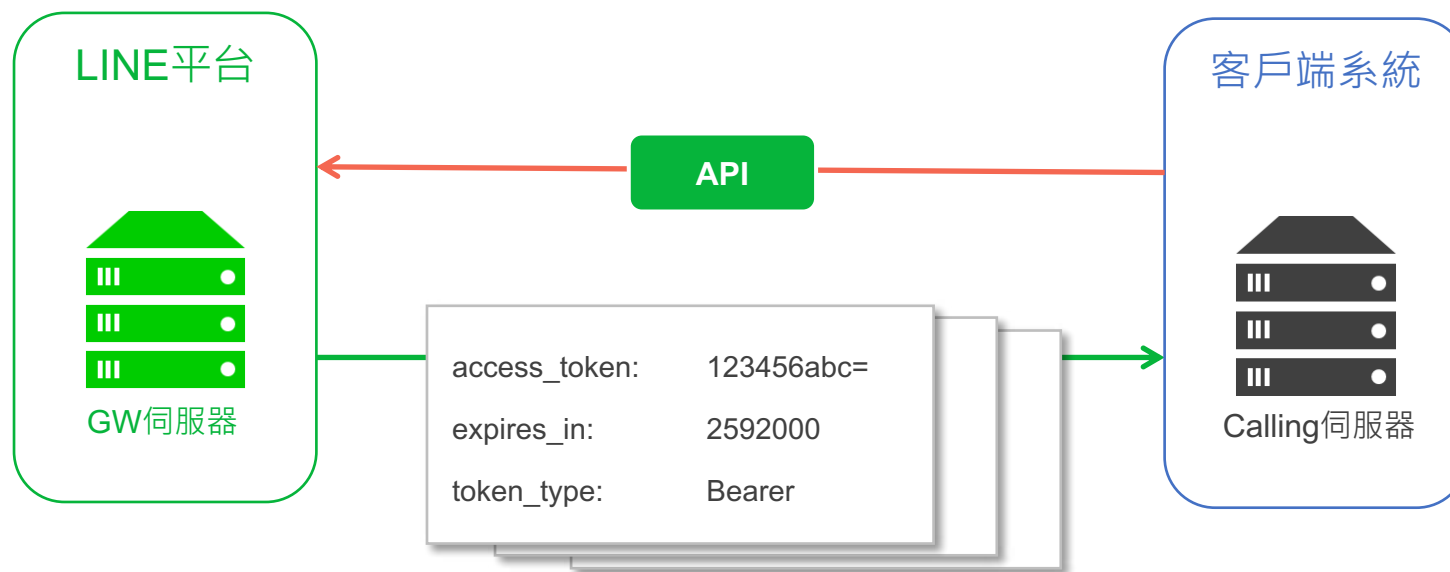 LINE平台
客戶端系統
API
access_token: 123456abc=
expires_in: 2592000
token_type: Bearer
GW伺服器
Calling伺服器